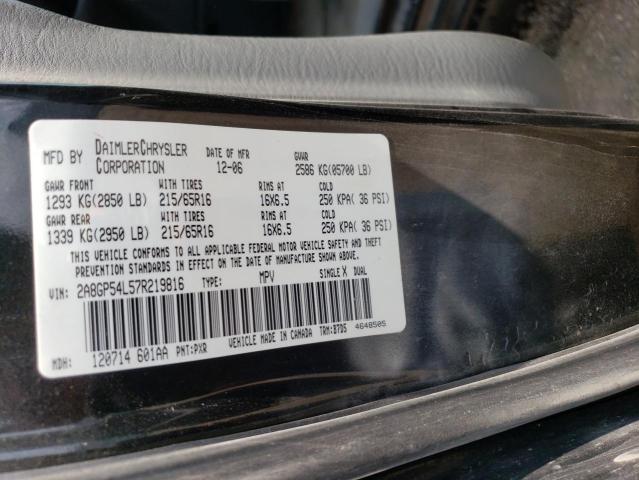 MFD BY DAIMLERCHRYSLER CORPORATION DATE OF MFR 12-06 GVWR 2586 KG(05700 LB)
GAWR FRONT WITH TIRES RIMS AT COLD
1293 KG(2850 LB) 215/65R16 16X6.5 250 KPA( 36 PSI)
GAWR REAR WITH TIRES RIMS AT COLD
1339 KG(2950 LB) 215/65R16 16X6.5 250 KPA( 36 PSI)
THIS VEHICLE CONFORMS TO ALL APPLICABLE FEDERAL MOTOR VEHICLE SAFETY AND THEFT
PREVENTION STANDARDS IN EFFECT ON THE DATE OF MANUFACTURE SHOWN ABOVE.
VIN: 2A8GP54L57R219816 TYPE: MPV SINGLE X DUAL
MDH: 120714 601AA PNT:PXR VEHICLE MADE IN CANADA TRM:B7D5 4648505